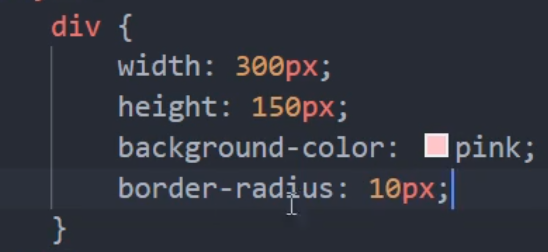 div {
width: 300px;
height: 150px;
background-color: pink;
border-radius: 10px;
}